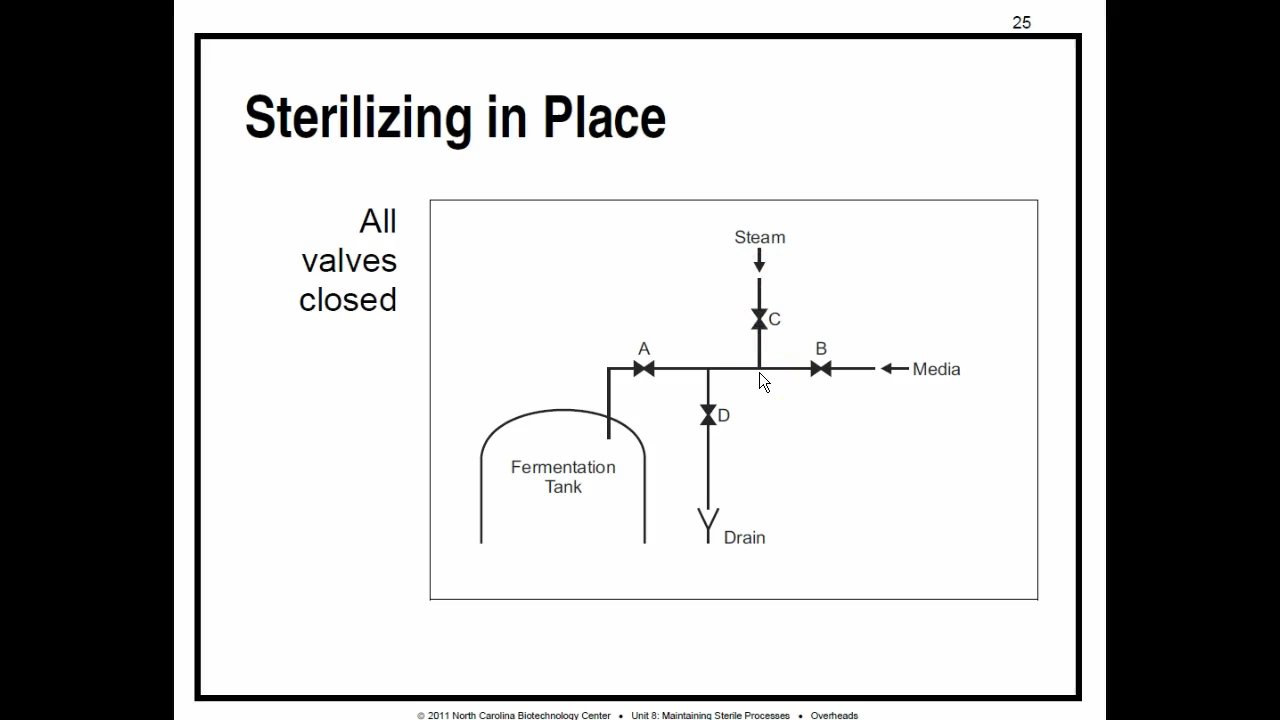 25
Sterilizing in Place
All
valves
closed
Steam
C
A
B
Media
D
Fermentation
Tank
Drain
© 2011 North Carolina Biotechnology Center • Unit 8: Maintaining Sterile Processes • Overheads